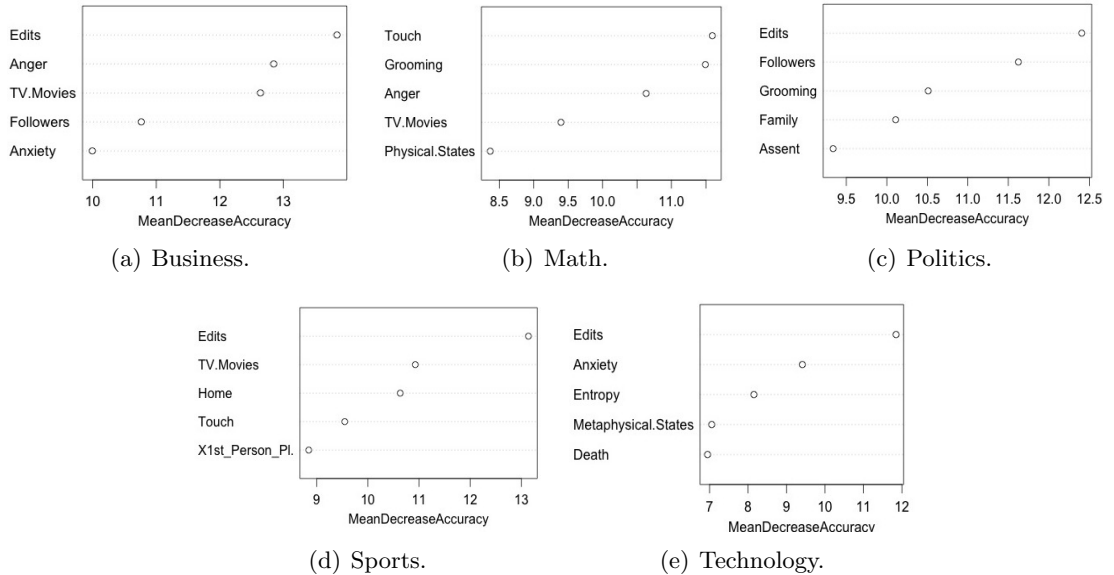 Edits
Anger
TV.Movies
Followers
Anxiety
10 11 12 13
MeanDecreaseAccuracy
(a) Business.
Touch
Grooming
Anger
TV.Movies
Physical.States
8.5 9.0 9.5 10.0 11.0
MeanDecreaseAccuracy
(b) Math.
Edits
Followers
Grooming
Family
Assent
9.5 10.0 10.5 11.0 11.5 12.0 12.5
MeanDecreaseAccuracy
(c) Politics.
Edits
TV.Movies
Home
Touch
X1st_Person_Pl.
9 10 11 12 13
MeanDecreaseAccuracy
(d) Sports.
Edits
Anxiety
Entropy
Metaphysical.States
Death
7 8 9 10 11 12
MeanDecreaseAccuracy
(e) Technology.